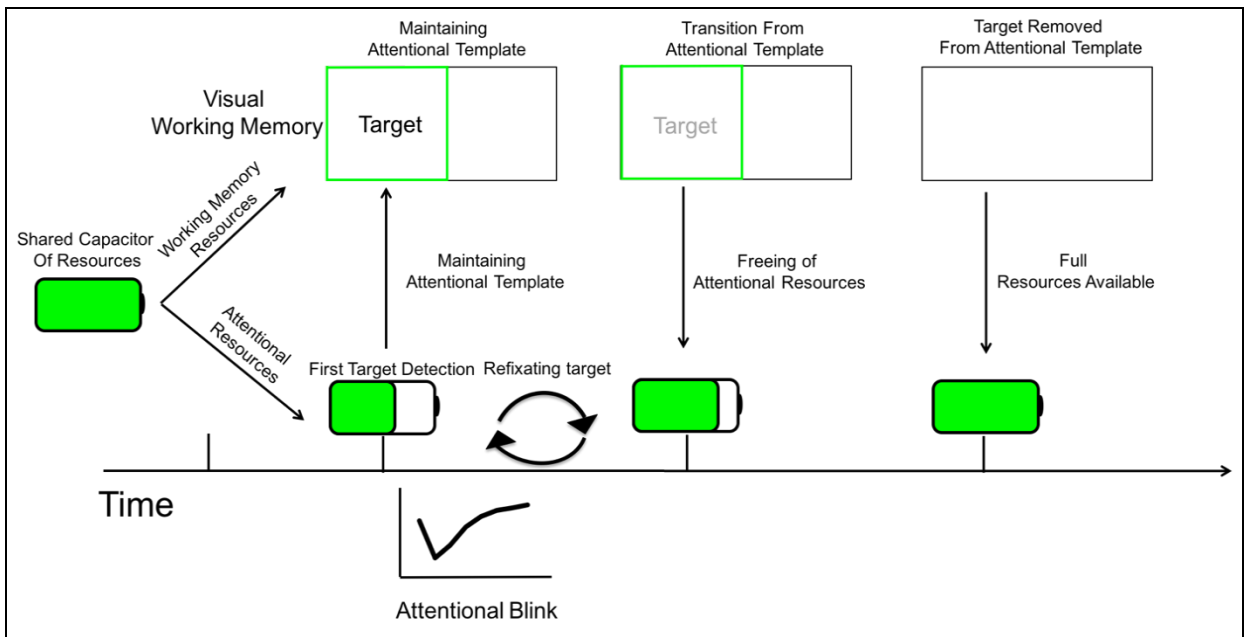 Maintaining
Attentional Template
Transition From
Attentional Template
Target Removed
From Attentional Template
Visual
Working Memory
Target
Target
Working Memory
Resources
Shared Capacitor
Of Resources
Maintaining
Attentional Template
Freeing of
Attentional Resources
Full
Resources Available
Attentional
Resources
First Target Detection
Refixating target
Time
Attentional Blink